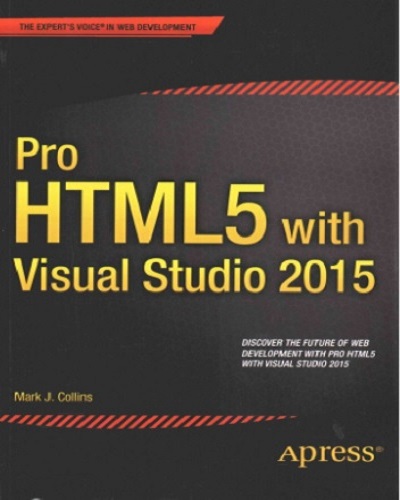 THE EXPERT'S VOICE® IN WEB DEVELOPMENT
Pro
HTML5 with
Visual Studio 2015
DISCOVER THE FUTURE OF WEB
DEVELOPMENT WITH PRO HTML5
WITH VISUAL STUDIO 2015
Mark J. Collins
Apress®